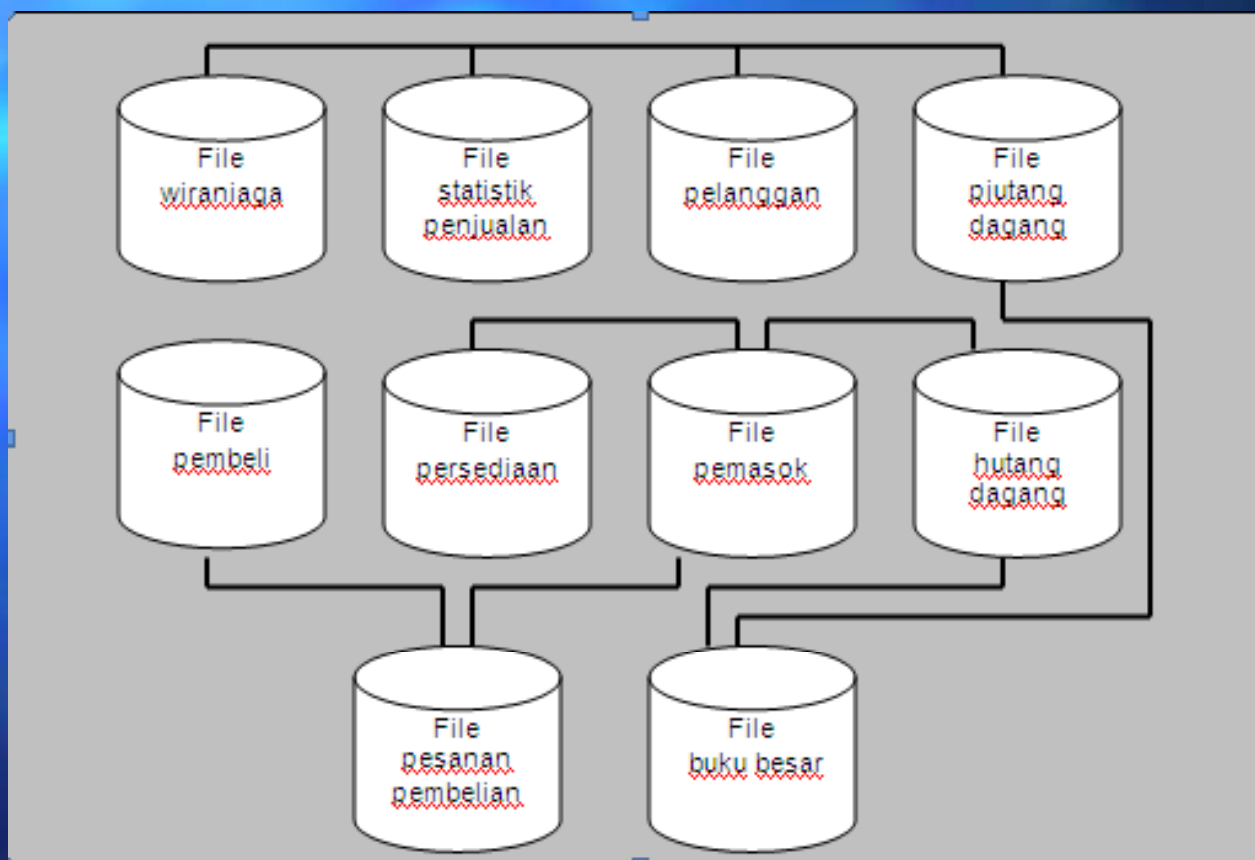 File
wiraniaga
File
statistik
penjualan
File
pelanggan
File
piutang
dagang
File
pembeli
File
persediaan
File
pemasok
File
hutang
dagang
File
pesanan
pembelian
File
buku besar